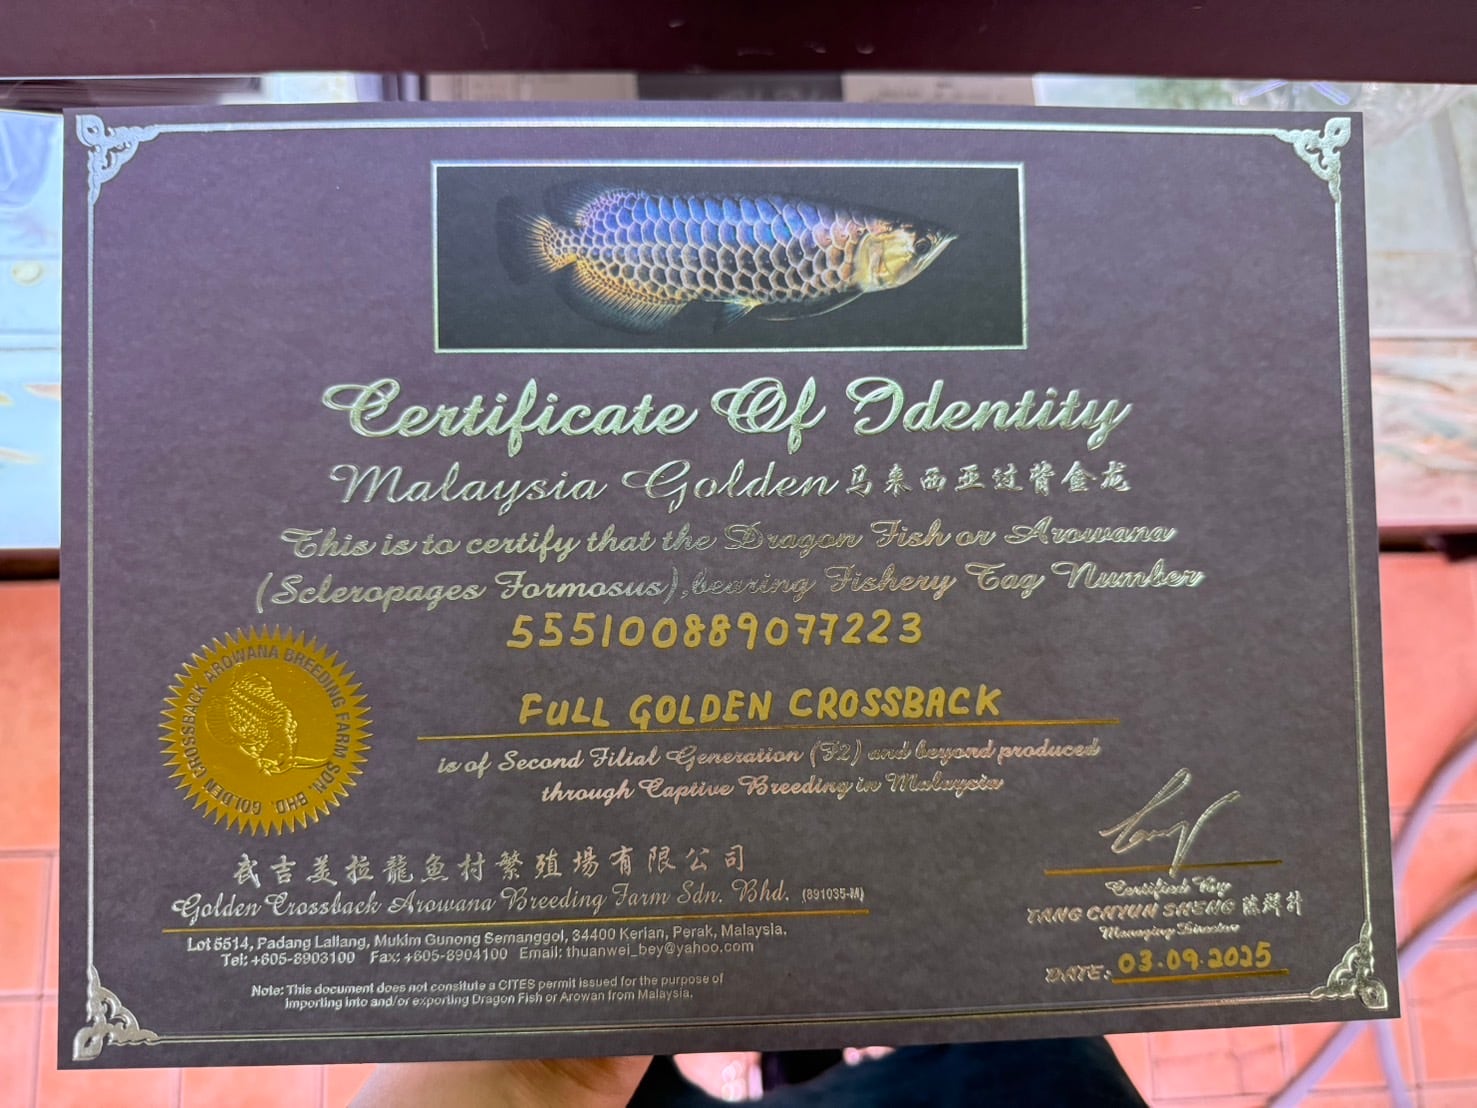 Certificate Of Identity
Malaysia Golden 马来西亚过背金龙
This is to certify that the Dragon Fish or Arowana
(Scleropages Formosus), bearing Fishery Tag Number
555100889077223
FULL GOLDEN CROSSBACK
is of Second Filial Generation (F2) and beyond produced
through Captive Breeding in Malaysia
GOLDEN CROSSBACK AROWANA BREEDING FARM SDN. BHD.
武吉美拉龍魚村繁殖場有限公司
Golden Crossback Arowana Breeding Farm Sdn. Bhd. (891035-M)
Lot 5514, Padang Lallang, Mukim Gunong Semanggol, 34400 Kerian, Perak, Malaysia.
Tel: +605-8903100 Fax: +605-8904100 Email: thuanwei_bey@yahoo.com
Note: This document does not constitute a CITES permit issued for the purpose of
importing into and/or exporting Dragon Fish or Arowan from Malaysia.
Certified By
TANG CHUN SHENG
Managing Director
DATE: 03.09.2025